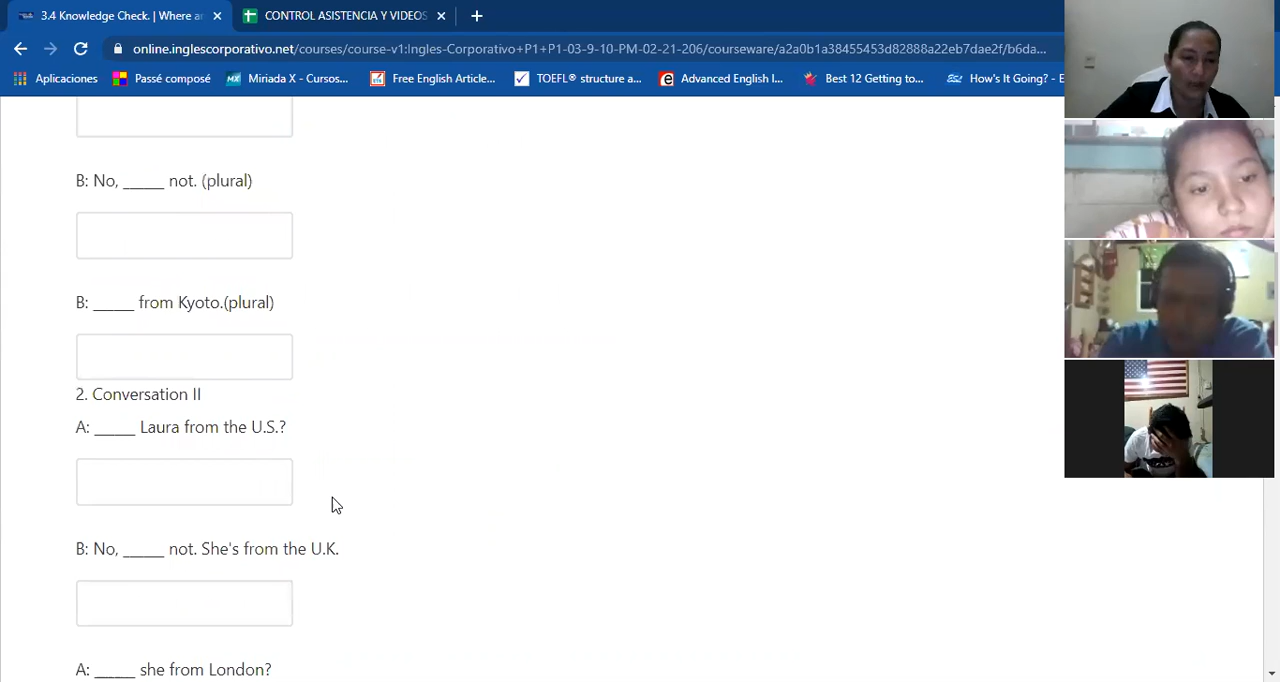 3.4 Knowledge Check. | Where ar
CONTROL ASISTENCIA Y VIDEOS
online.inglescorporativo.net/courses/course-v1:Ingles-Corporativo+P1+P1-03-9-10-PM-02-21-206/courseware/a2a0b1a38455453d82888a22eb7dae2f/b6da...
Aplicaciones Passé composé Miriada X - Cursos... Free English Article... TOEFL® structure a... Advanced English l... Best 12 Getting to... How's It Going? - E
B: No, _____ not. (plural)
B: _____ from Kyoto.(plural)
2. Conversation II
A: _____ Laura from the U.S.?
B: No, _____ not. She's from the U.K.
A: _____ she from London?